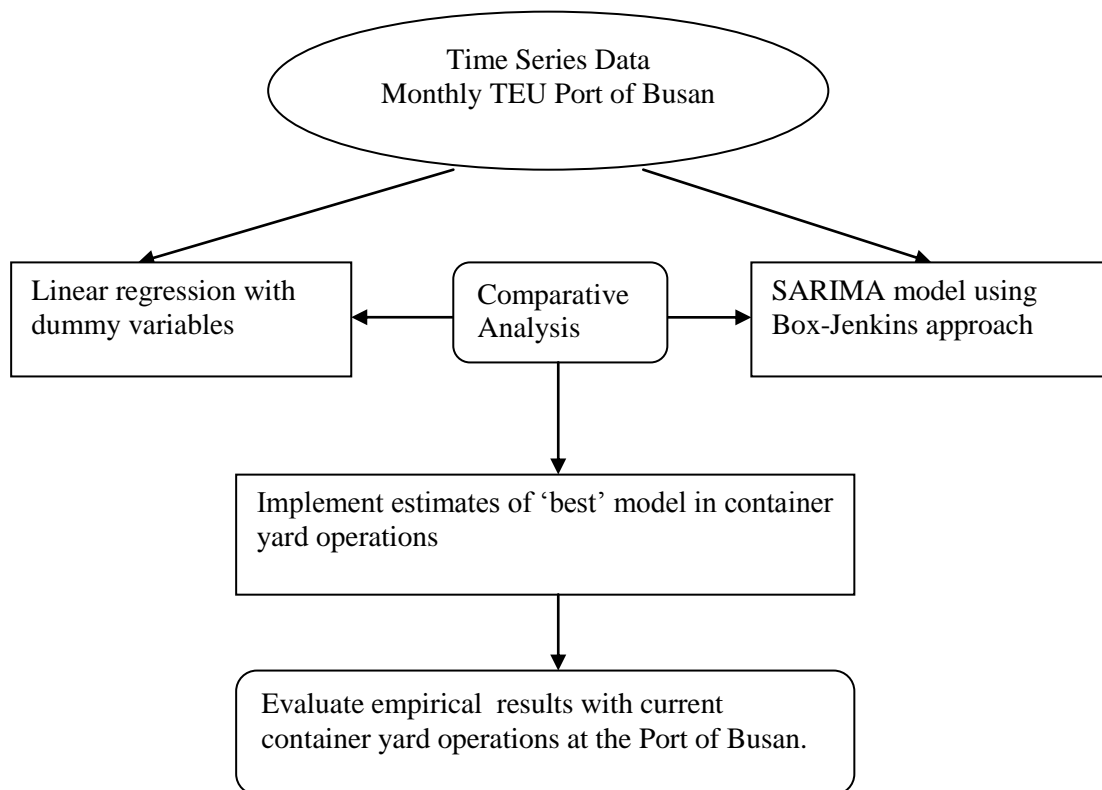 Time Series Data
Monthly TEU Port of Busan
Linear regression with
dummy variables
Comparative
Analysis
SARIMA model using
Box-Jenkins approach
Implement estimates of ‘best’ model in container
yard operations
Evaluate empirical  results with current
container yard operations at the Port of Busan.